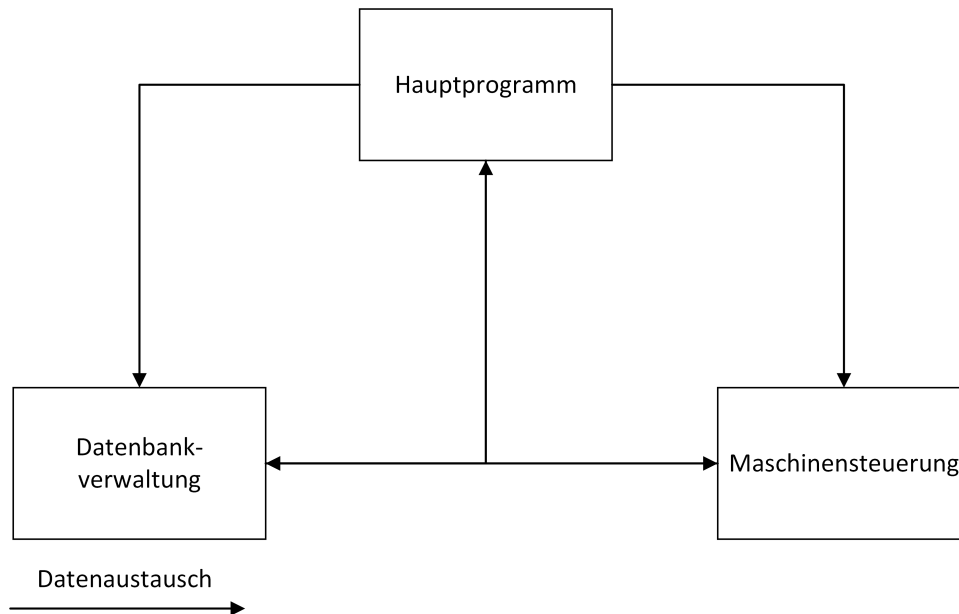 Hauptprogramm
Datenbank-
verwaltung
Maschinensteuerung
Datenaustausch